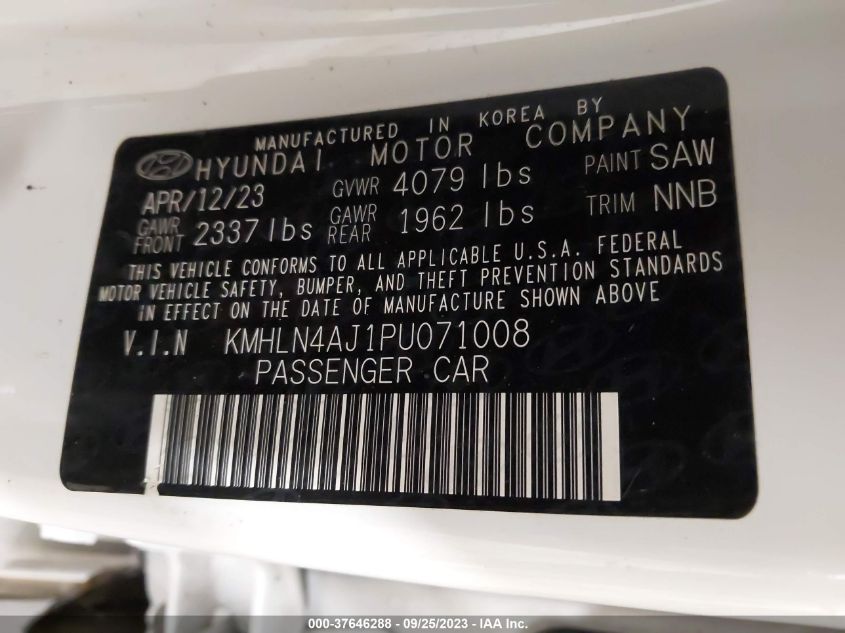 MANUFACTURED IN KOREA BY
HYUNDAI MOTOR COMPANY
APR/12/23 GVWR 4079 lbs PAINT SAW
GAWR FRONT 2337 lbs GAWR REAR 1962 lbs TRIM NNB
THIS VEHICLE CONFORMS TO ALL APPLICABLE U.S.A. FEDERAL
MOTOR VEHICLE SAFETY, BUMPER, AND THEFT PREVENTION STANDARDS
IN EFFECT ON THE DATE OF MANUFACTURE SHOWN ABOVE
V.I.N KMHLN4AJ1PU071008
PASSENGER CAR
000-37646288 - 09/25/2023 - IAA Inc.